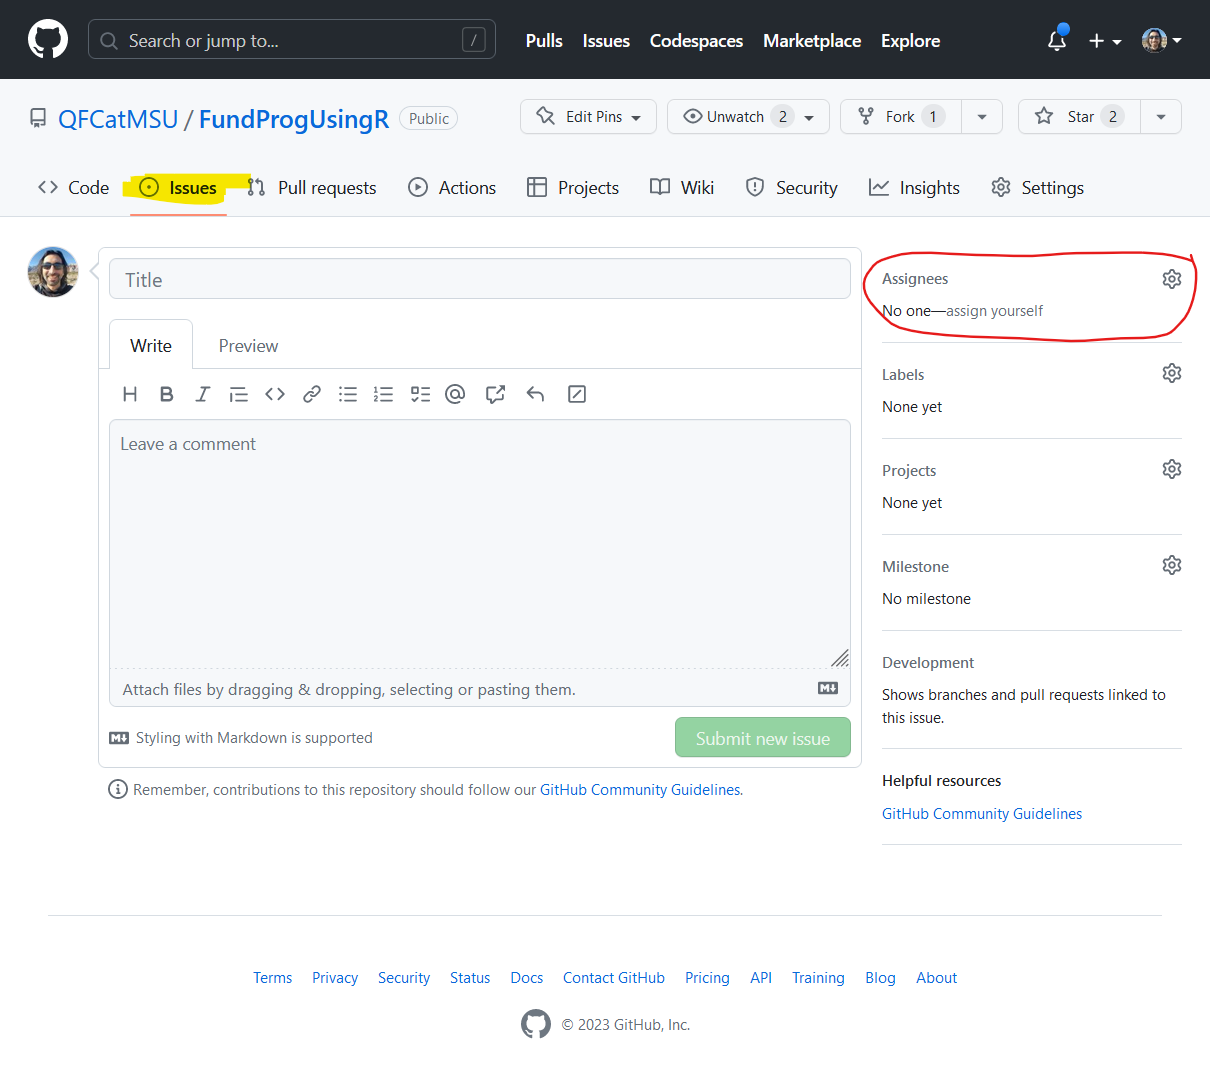 Search or jump to... /
Pulls Issues Codespaces Marketplace Explore
QFCatMSU / FundProgUsingR Public
Edit Pins Unwatch 2 Fork 1 Star 2
Code Issues Pull requests Actions Projects Wiki Security Insights Settings
Title
Write Preview
Leave a comment
Attach files by dragging & dropping, selecting or pasting them.
Styling with Markdown is supported
Submit new issue
Remember, contributions to this repository should follow our GitHub Community Guidelines.
Assignees
No one—assign yourself
Labels
None yet
Projects
None yet
Milestone
No milestone
Development
Shows branches and pull requests linked to
this issue.
Helpful resources
GitHub Community Guidelines
Terms Privacy Security Status Docs Contact GitHub Pricing API Training Blog About
© 2023 GitHub, Inc.